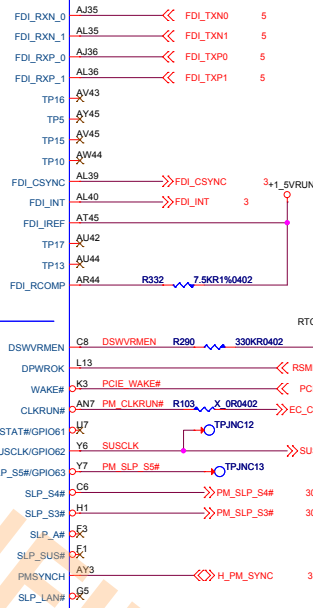 FDI_RXN_0 AJ35 FDI_TXN0 5
FDI_RXN_1 AL35 FDI_TXN1 5
FDI_RXP_0 AJ36 FDI_TXP0 5
FDI_RXP_1 AL36 FDI_TXP1 5
TP16 AV43
TP5 AY45
TP15 AV45
TP10 AW44
FDI_CSYNC AL39 FDI_CSYNC 3 +1_5VRUN
FDI_INT AL40 FDI_INT 3
FDI_IREF AT45
TP17 AU42
TP13 AU44
FDI_RCOMP AR44 R332 7.5KR1%0402
RTC
DSWVRMEN C8 DSWVRMEN R290 330KR0402
DPWROK L13 RSM
WAKE# K3 PCIE_WAKE# PC
CLKRUN# AN7 PM_CLKRUN# R103 X_0R0402 EC_C
STAT#/GPIO61 U7 TPJNC12
USCLK/GPIO62 Y6 SUSCLK SUS
P_S5#/GPIO63 Y7 PM_SLP_S5# TPJNC13
SLP_S4# C6 PM_SLP_S4# 30
SLP_S3# H1 PM_SLP_S3# 30
SLP_A# F3
SLP_SUS# F1
PMSYNCH AY3 H_PM_SYNC 3
SLP_LAN# G5